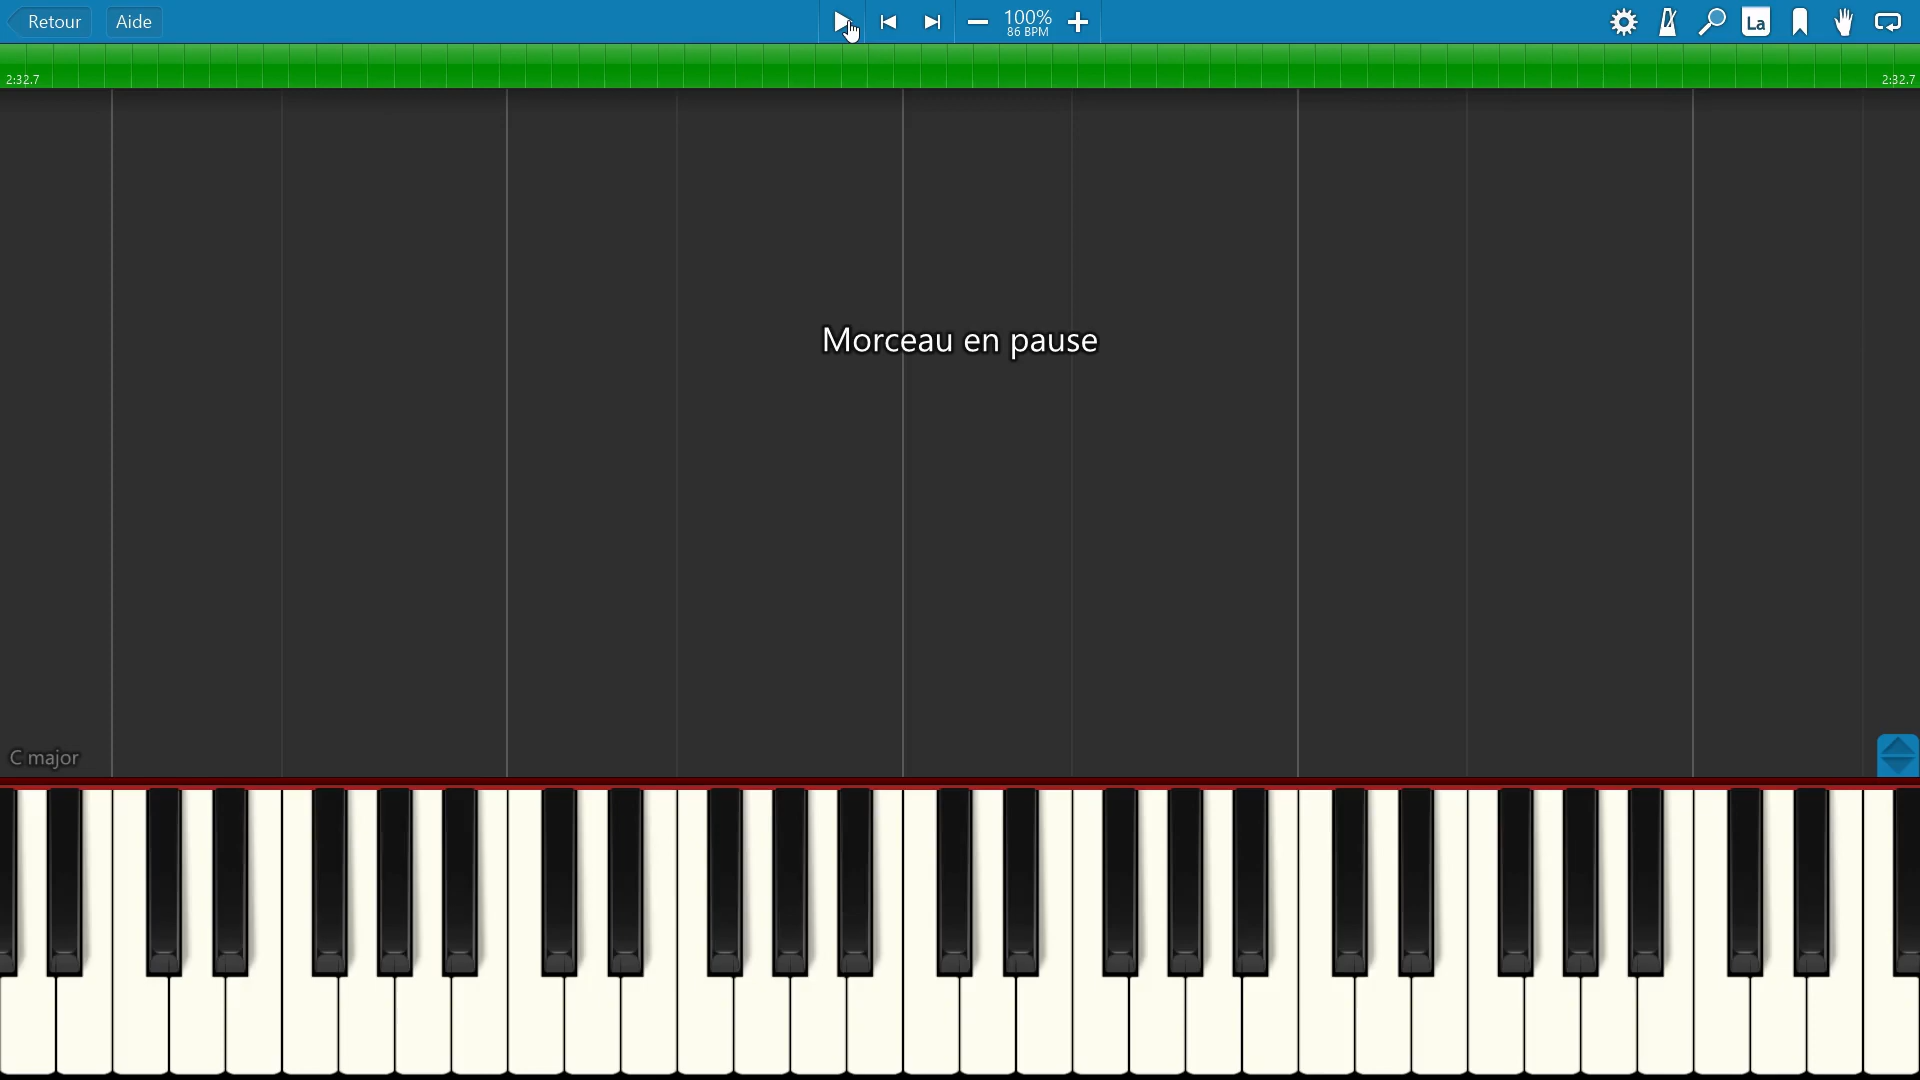 Retour
Aide
100%
86 BPM
La
2:32.7
2:32.7
Morceau en pause
C major